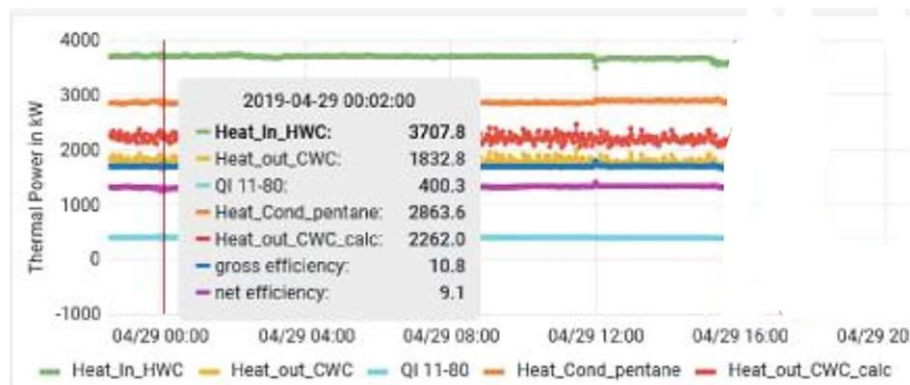 Thermal Power in kW
4000
3000
2000
1000
0
-1000
2019-04-29 00:02:00
Heat_In_HWC: 3707.8
Heat_out_CWC: 1832.8
QI 11-80: 400.3
Heat_Cond_pentane: 2863.6
Heat_out_CWC_calc: 2262.0
gross efficiency: 10.8
net efficiency: 9.1
04/29 00:00 04/29 04:00 04/29 08:00 04/29 12:00 04/29 16:00 04/29 20
Heat_In_HWC Heat_out_CWC QI 11-80 Heat_Cond_pentane Heat_out_CWC_calc